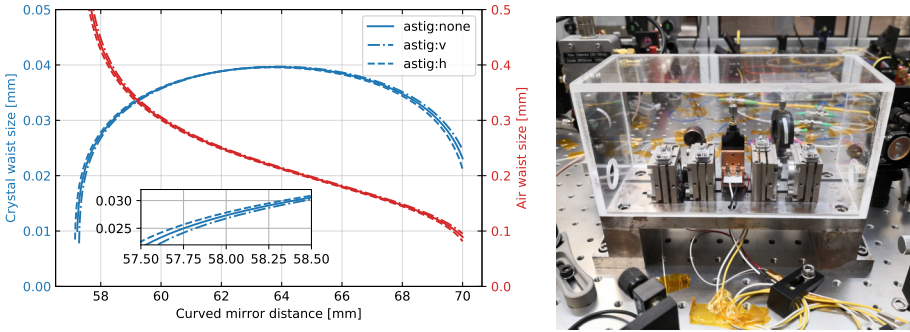 0.05
0.04
0.03
0.02
0.01
0.00
Crystal waist size [mm]
0.5
0.4
0.3
0.2
0.1
0.0
Air waist size [mm]
astig:none
astig:v
astig:h
0.030
0.025
57.50 57.75 58.00 58.25 58.50
58 60 62 64 66 68 70
Curved mirror distance [mm]